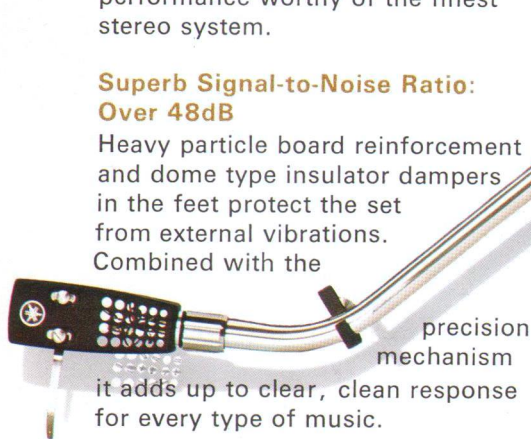 performance worthy of the finest
stereo system.
Superb Signal-to-Noise Ratio:
Over 48dB
Heavy particle board reinforcement
and dome type insulator dampers
in the feet protect the set
from external vibrations.
Combined with the
precision
mechanism
it adds up to clear, clean response
for every type of music.